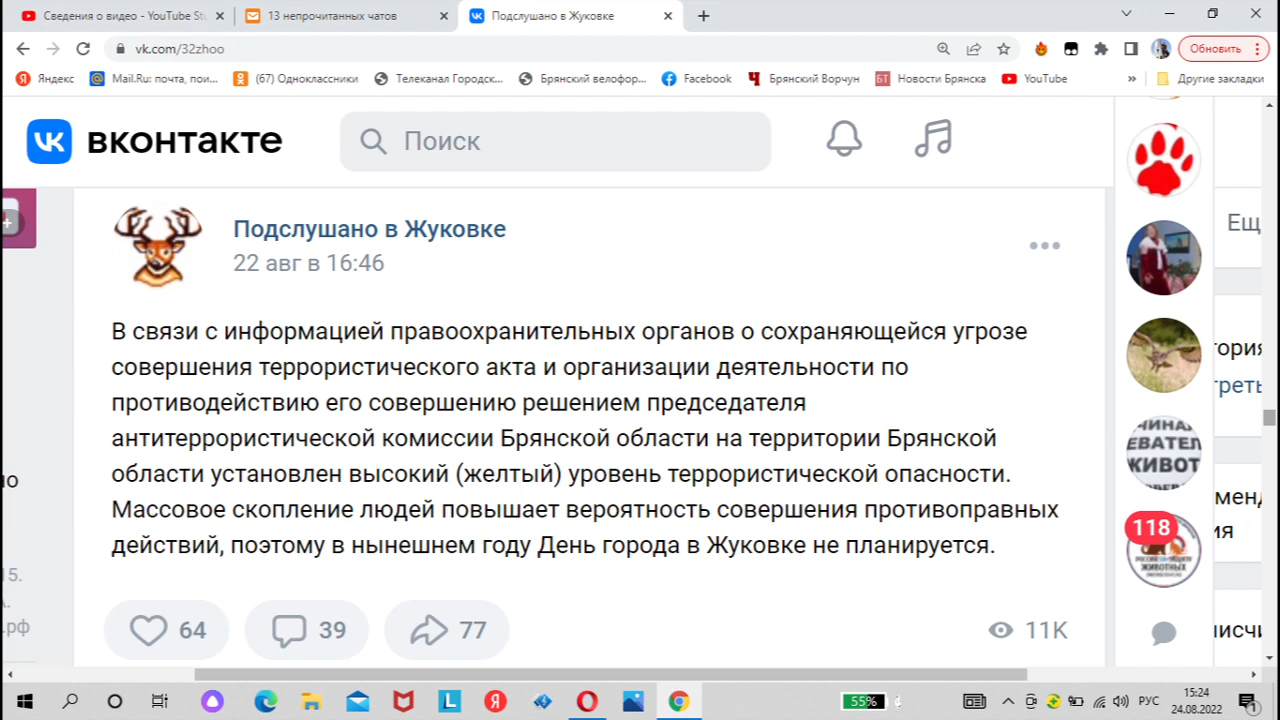 Сведения о видео - YouTube St
13 непрочитанных чатов
Подслушано в Жуковке
vk.com/32zhoo
Обновить
Яндекс
Mail.Ru: почта, пои...
(67) Одноклассники
Телеканал Городск...
Брянский велофор...
Facebook
Брянский Ворчун
Новости Брянска
YouTube
»
Другие закладки
вконтакте
Поиск
Подслушано в Жуковке
22 авг в 16:46
Ещ
В связи с информацией правоохранительных органов о сохраняющейся угрозе
совершения террористического акта и организации деятельности по
противодействию его совершению решением председателя
антитеррористической комиссии Брянской области на территории Брянской
области установлен высокий (желтый) уровень террористической опасности.
Массовое скопление людей повышает вероятность совершения противоправных
действий, поэтому в нынешнем году День города в Жуковке не планируется.
64
39
77
11K
118
ЖИВОТНЫХ
15.
.рф
55%
РУС
15:24
24.08.2022